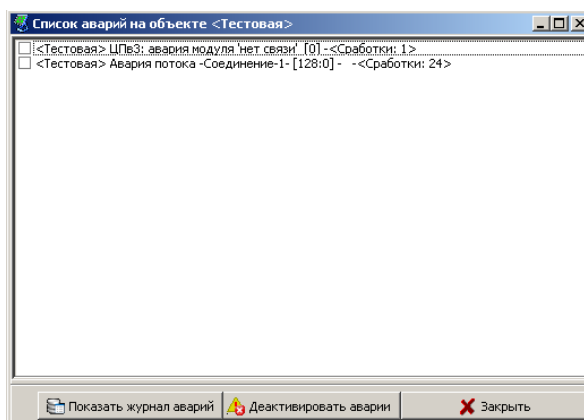 Список аварий на объекте <Тестовая>
<Тестовая> ЦПвЗ: авария модуля 'нет связи' [0] -<Сработки: 1>
<Тестовая> Авария потока -Соединение-1- [128:0] - -<Сработки: 24>
Показать журнал аварий
Деактивировать аварии
Закрыть